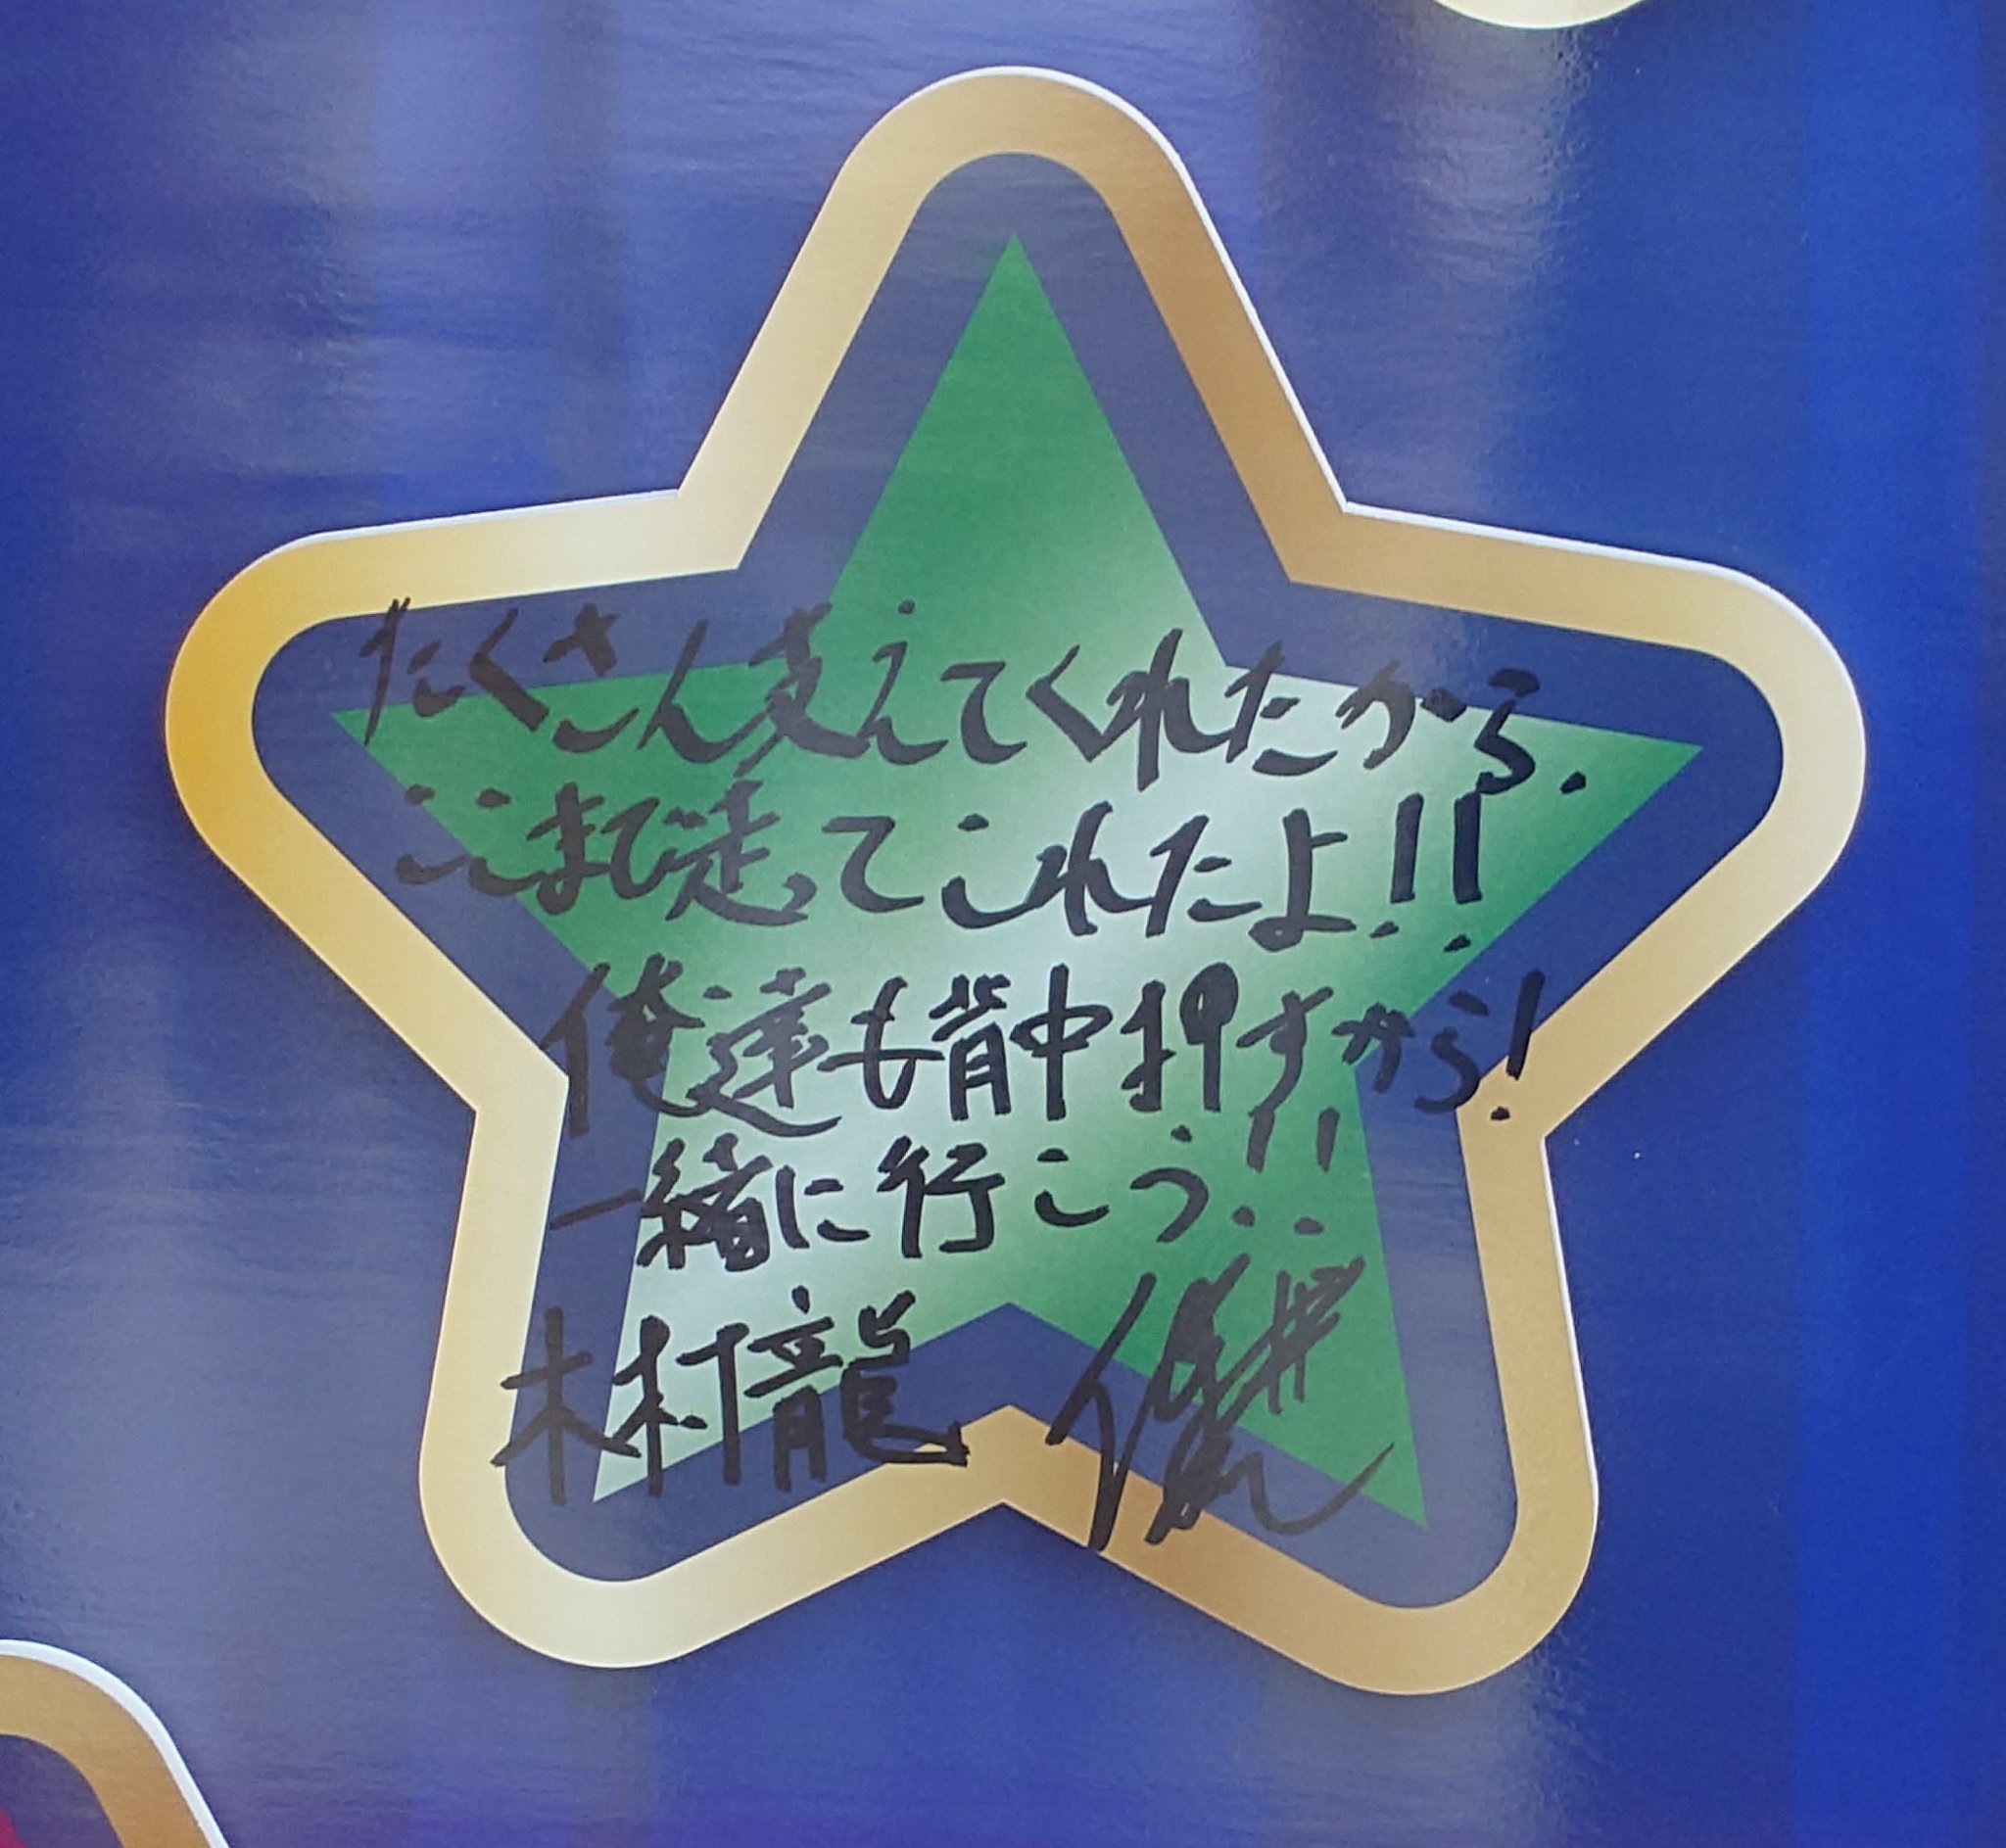 たくさん支えてくれたから.
ここまで走ってこれたよ!!
俺達も背中押すから!
一緒に行こう!!
木村龍